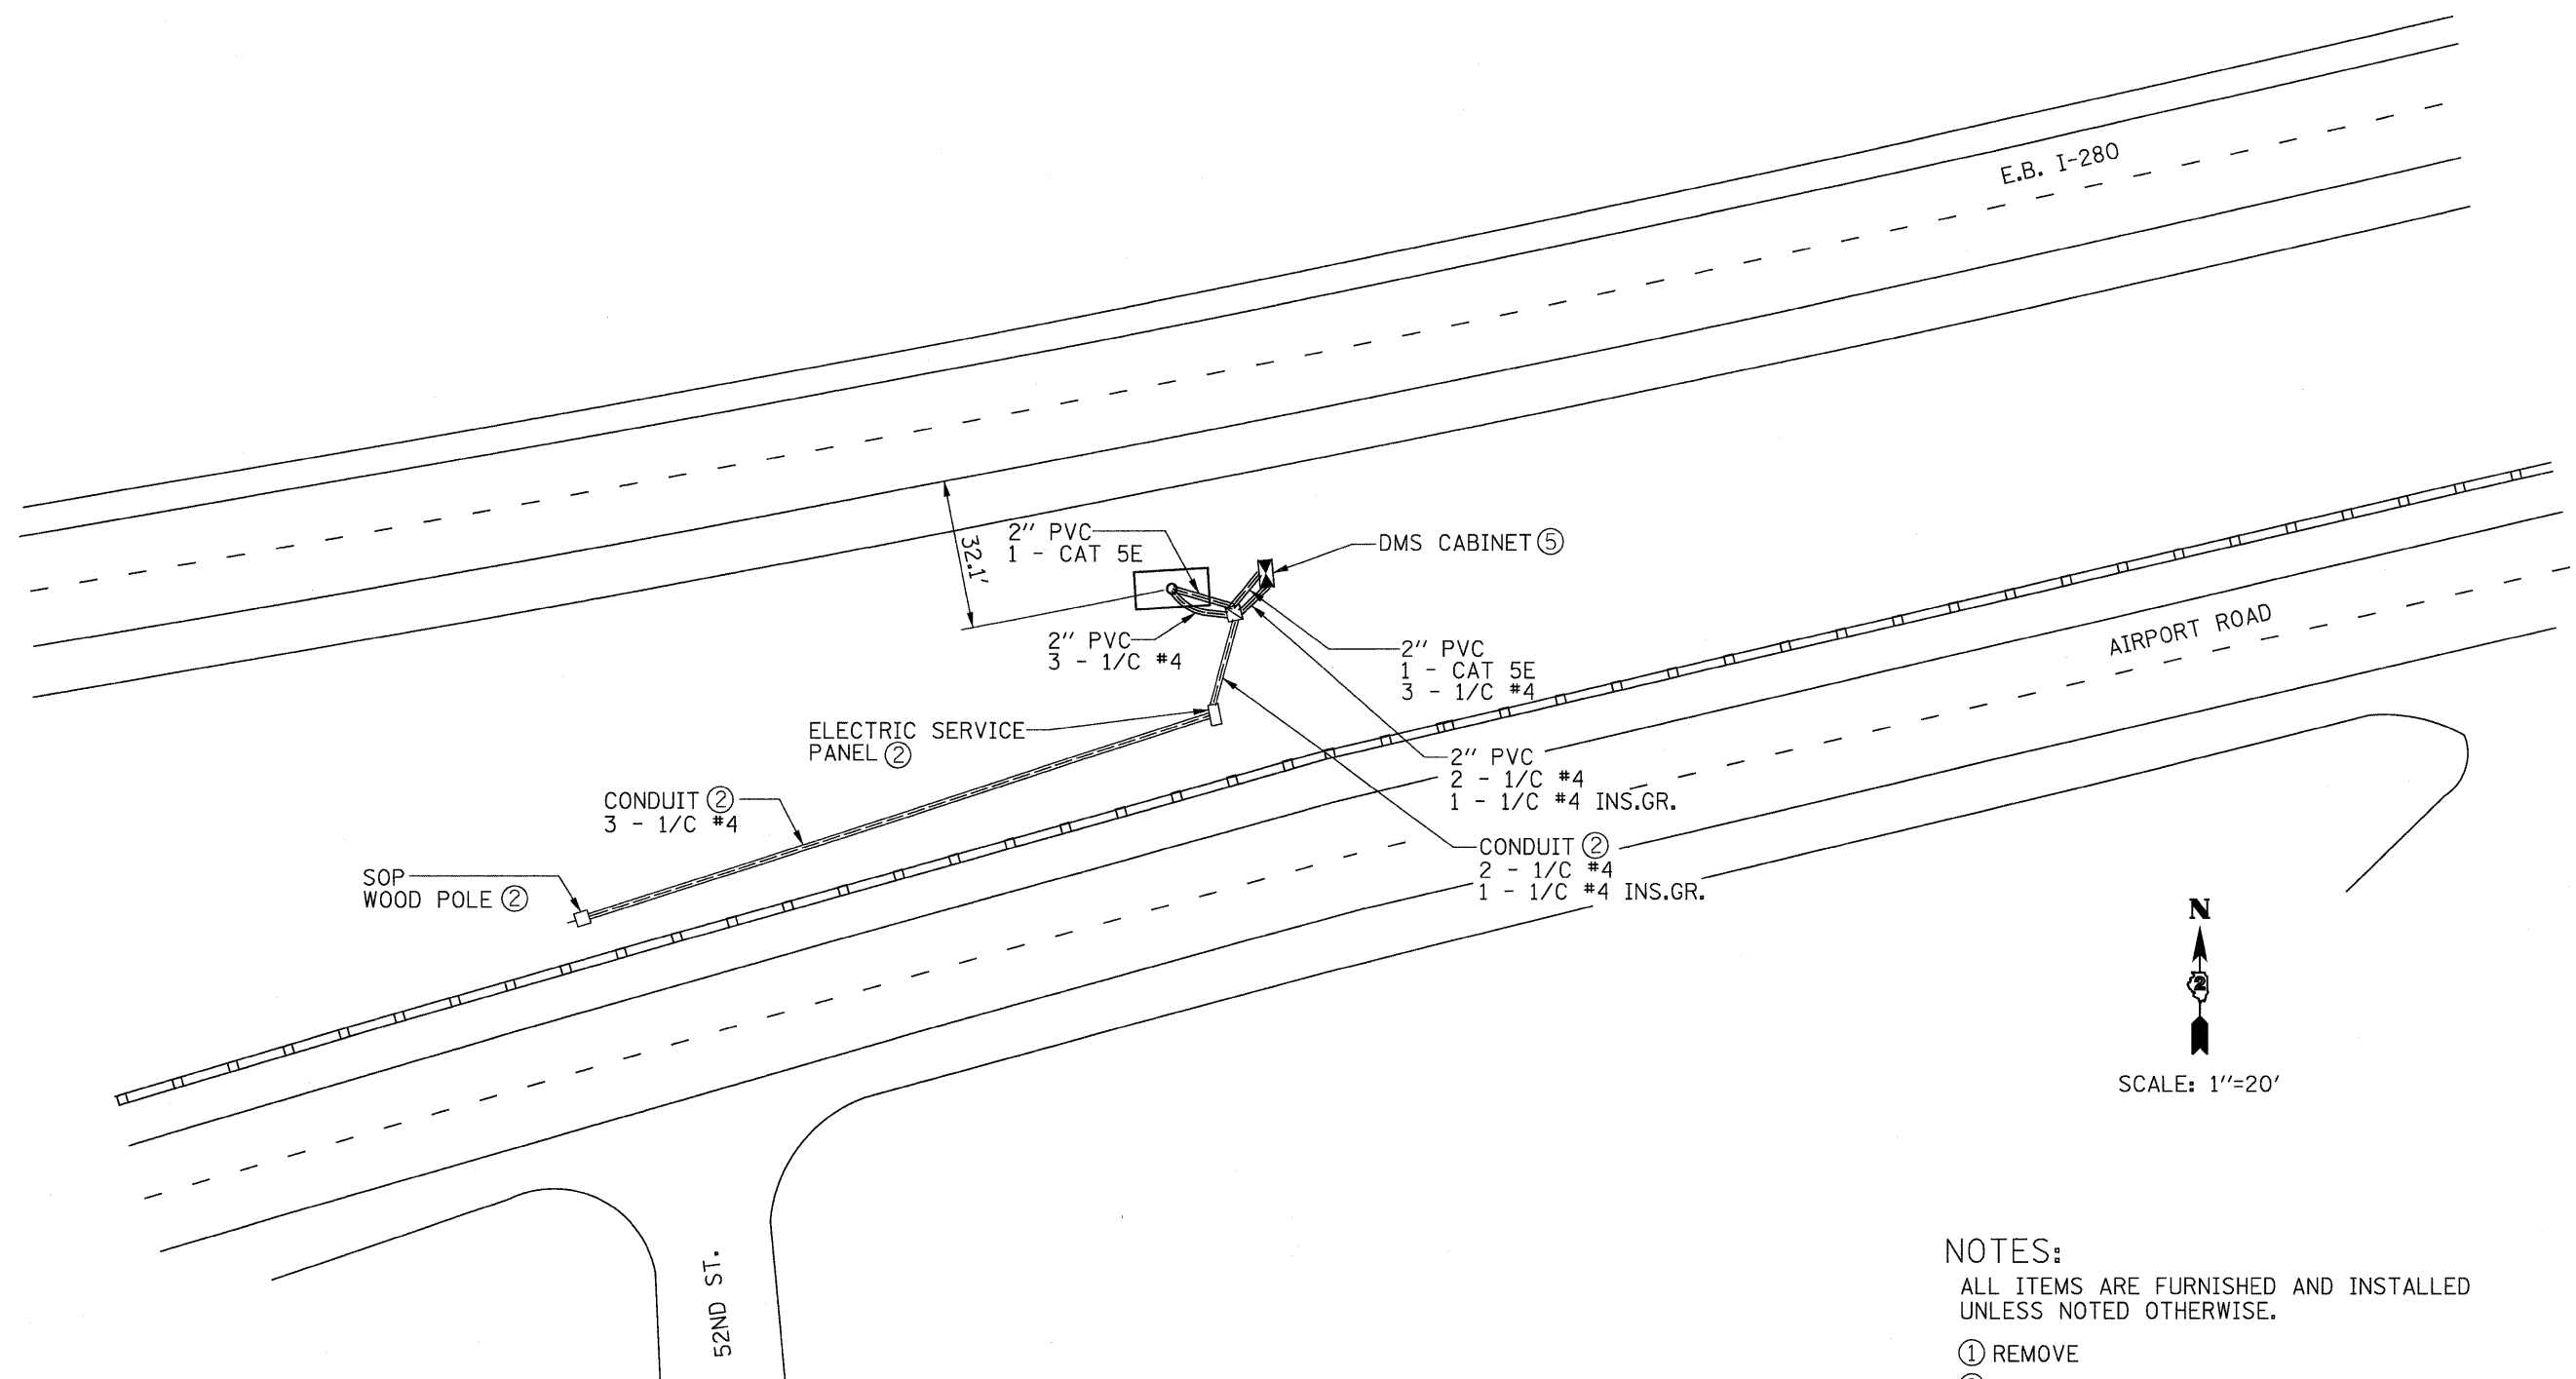 E.B. I-280
2" PVC
1 - CAT 5E
32.1'
DMS CABINET ⑤
2" PVC
3 - 1/C #4
2" PVC
1 - CAT 5E
3 - 1/C #4
AIRPORT ROAD
ELECTRIC SERVICE
PANEL ②
2" PVC
2 - 1/C #4
1 - 1/C #4 INS.GR.
CONDUIT ②
3 - 1/C #4
CONDUIT ②
2 - 1/C #4
1 - 1/C #4 INS.GR.
SOP
WOOD POLE ②
N
2
SCALE: 1"=20'
52ND ST.
NOTES:
ALL ITEMS ARE FURNISHED AND INSTALLED
UNLESS NOTED OTHERWISE.
① REMOVE